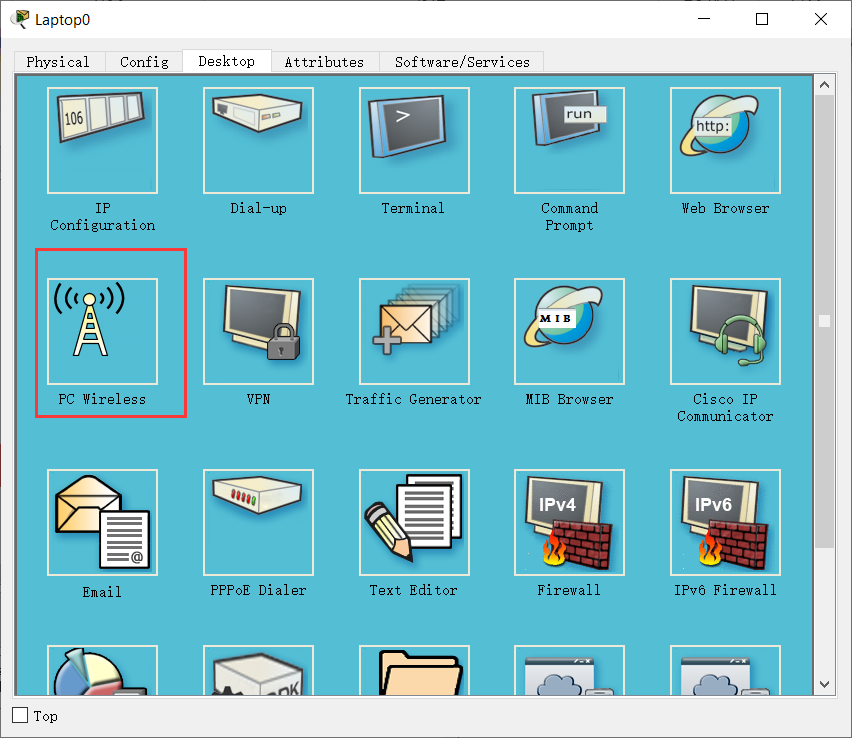 Laptop0
Physical Config Desktop Attributes Software/Services
106
>
run
http:
IP
Configuration
Dial-up
Terminal
Command
Prompt
Web Browser
MIB
PC Wireless
VPN
Traffic Generator
MIB Browser
Cisco IP
Communicator
@
IPv4
IPv6
Email
PPPoE Dialer
Text Editor
Firewall
IPv6 Firewall
Top